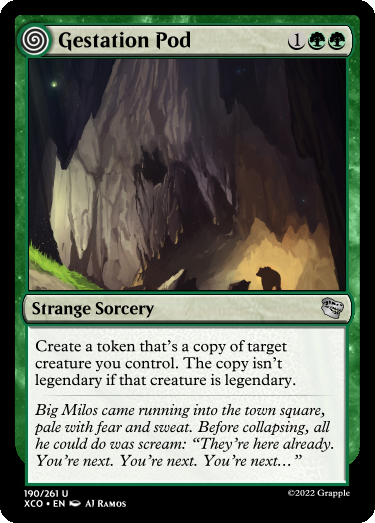 Gestation Pod 1
Strange Sorcery
Create a token that's a copy of target
creature you control. The copy isn't
legendary if that creature is legendary.
Big Milos came running into the town square,
pale with fear and sweat. Before collapsing, all
he could do was scream: “They're here already.
You're next. You're next. You're next…”
190/261 U
XCO • EN AJ Ramos
©2022 Grapple